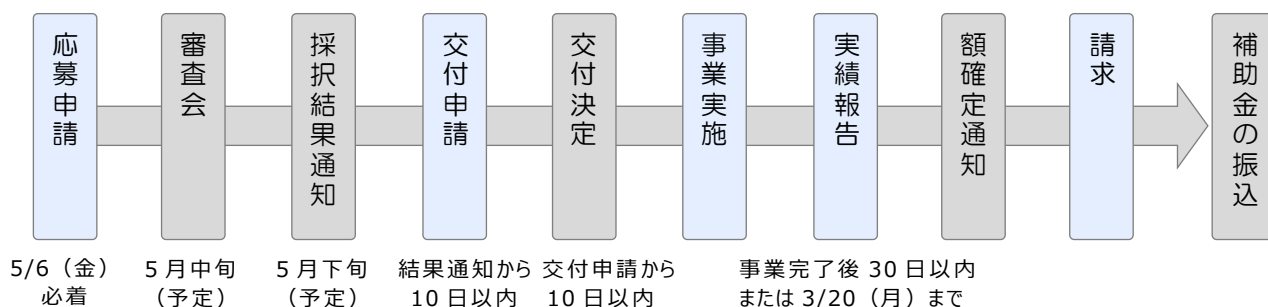 応募申請
審査会
採択結果通知
交付申請
交付決定
事業実施
実績報告
額確定通知
請求
補助金の振込
5/6（金）
必着
5月中旬
（予定）
5月下旬
（予定）
結果通知から
10日以内
交付申請から
10日以内
事業完了後30日以内
または3/20（月）まで